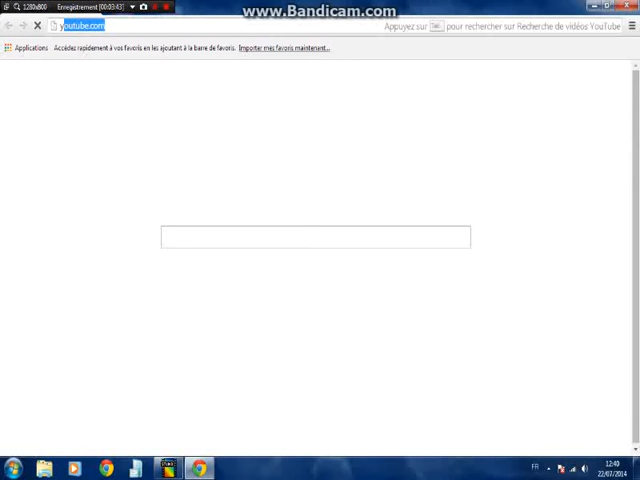 www.Bandicam.com
1280x800 Enregistrement [00:03:43]
youtube.com
Appuyez sur pour rechercher sur Recherche de vidéos YouTube
Applications Accédez rapidement à vos favoris en les ajoutant à la barre de favoris. Importer mes favoris maintenant...
FR
12:40
22/07/2014